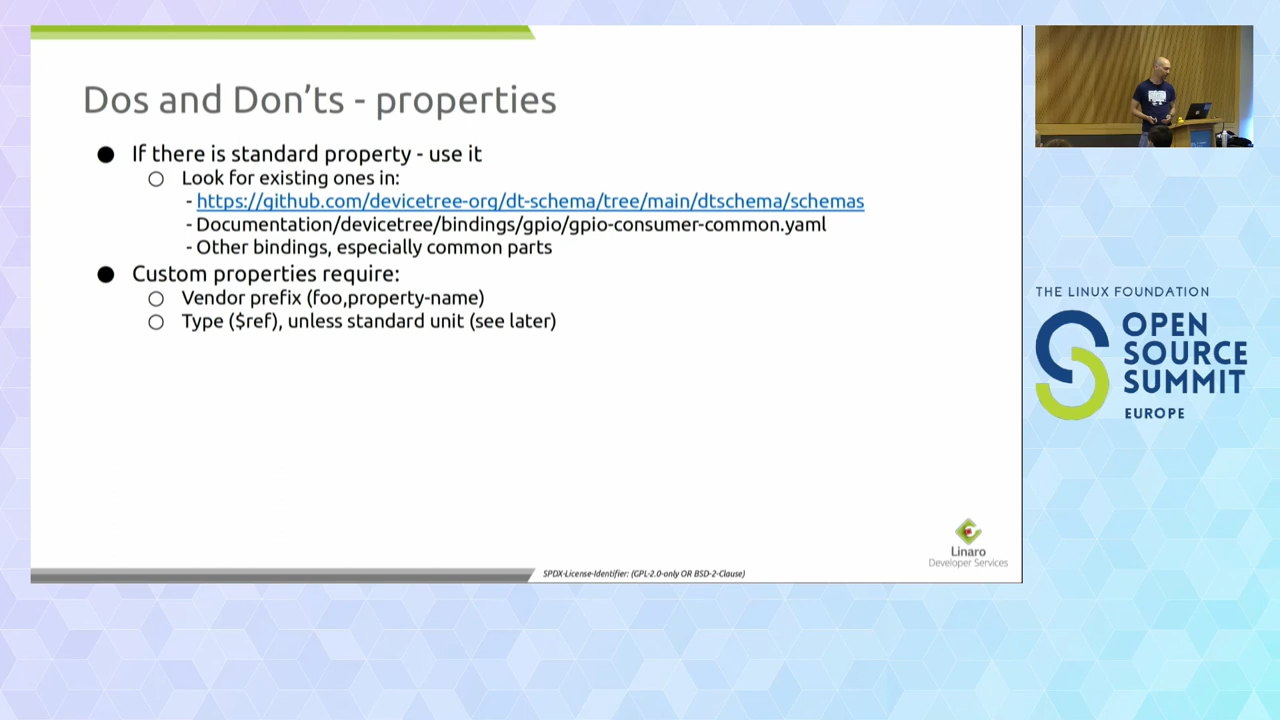 Dos and Don'ts - properties
● If there is standard property - use it
○ Look for existing ones in:
- https://github.com/devicetree-org/dt-schema/tree/main/dtschema/schemas
- Documentation/devicetree/bindings/gpio/gpio-consumer-common.yaml
- Other bindings, especially common parts
● Custom properties require:
○ Vendor prefix (foo,property-name)
○ Type ($ref), unless standard unit (see later)
Linaro
Developer Services
SPDX-License-Identifier: (GPL-2.0-only OR BSD-2-Clause)
THE LINUX FOUNDATION
OPEN
SOURCE
SUMMIT
EUROPE